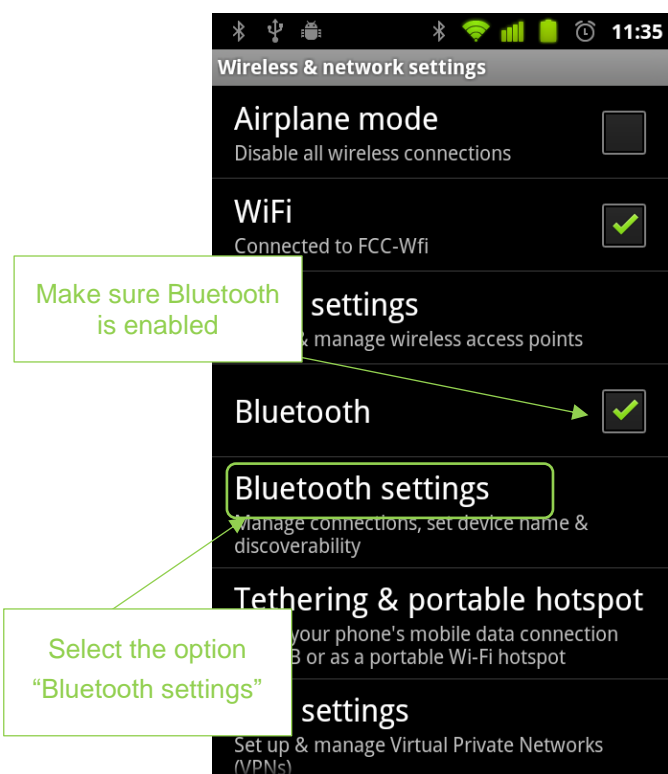 11:35
Wireless & network settings
Airplane mode
Disable all wireless connections
WiFi
Connected to FCC-Wfi
Make sure Bluetooth
is enabled
settings
& manage wireless access points
Bluetooth
Bluetooth settings
Manage connections, set device name &
discoverability
Tethering & portable hotspot
your phone's mobile data connection
or as a portable Wi-Fi hotspot
Select the option
“Bluetooth settings”
settings
Set up & manage Virtual Private Networks
(VPNs)